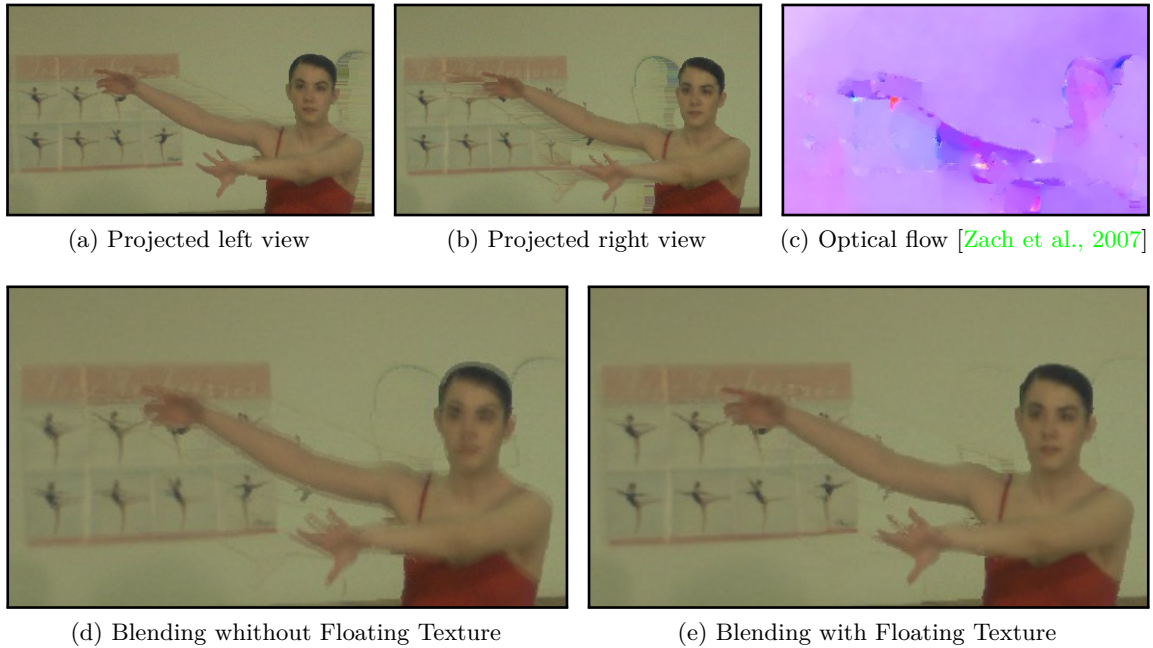 (a) Projected left view
(b) Projected right view
(c) Optical flow [Zach et al., 2007]
(d) Blending whithout Floating Texture
(e) Blending with Floating Texture